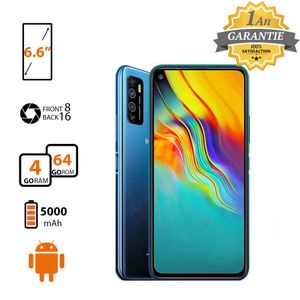 6.6”
1 An
GARANTIE
100%
SATISFACTION
FRONT 8
BACK 16
4
GO RAM
64
GO ROM
5000
mAh